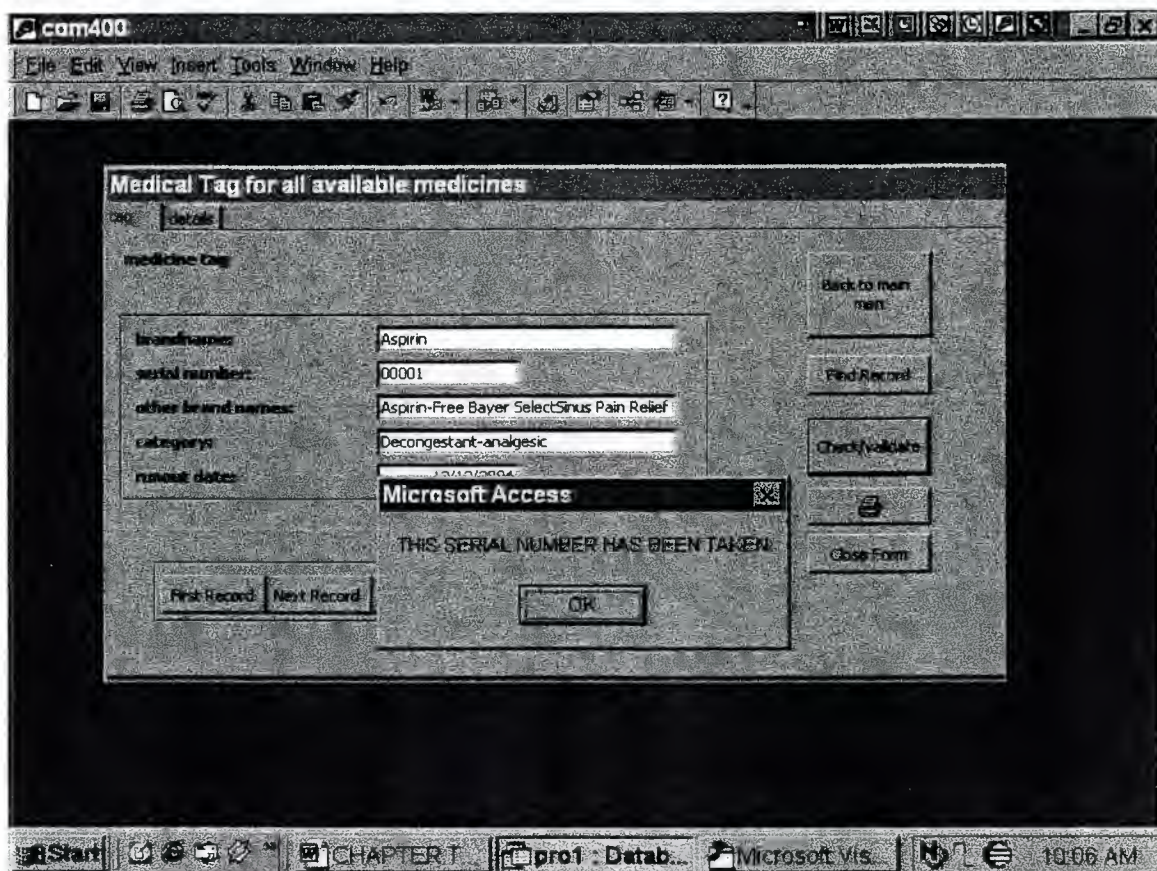 com400
File Edit View Insert Tools Window Help
Medical Tag for all available medicines
details
medicine tag
Back to main
men
brandname: Aspirin
serial number: 00001
Find Record
other brand names: Aspirin-Free Bayer SelectSinus Pain Relief
category: Decongestant-analgesic
Check/validate
runout date:
Microsoft Access
THIS SERIAL NUMBER HAS BEEN TAKEN
OK
Close Form
First Record Next Record
Start CHAPTER T pro1 : Datab... Microsoft Vis... 10:06 AM